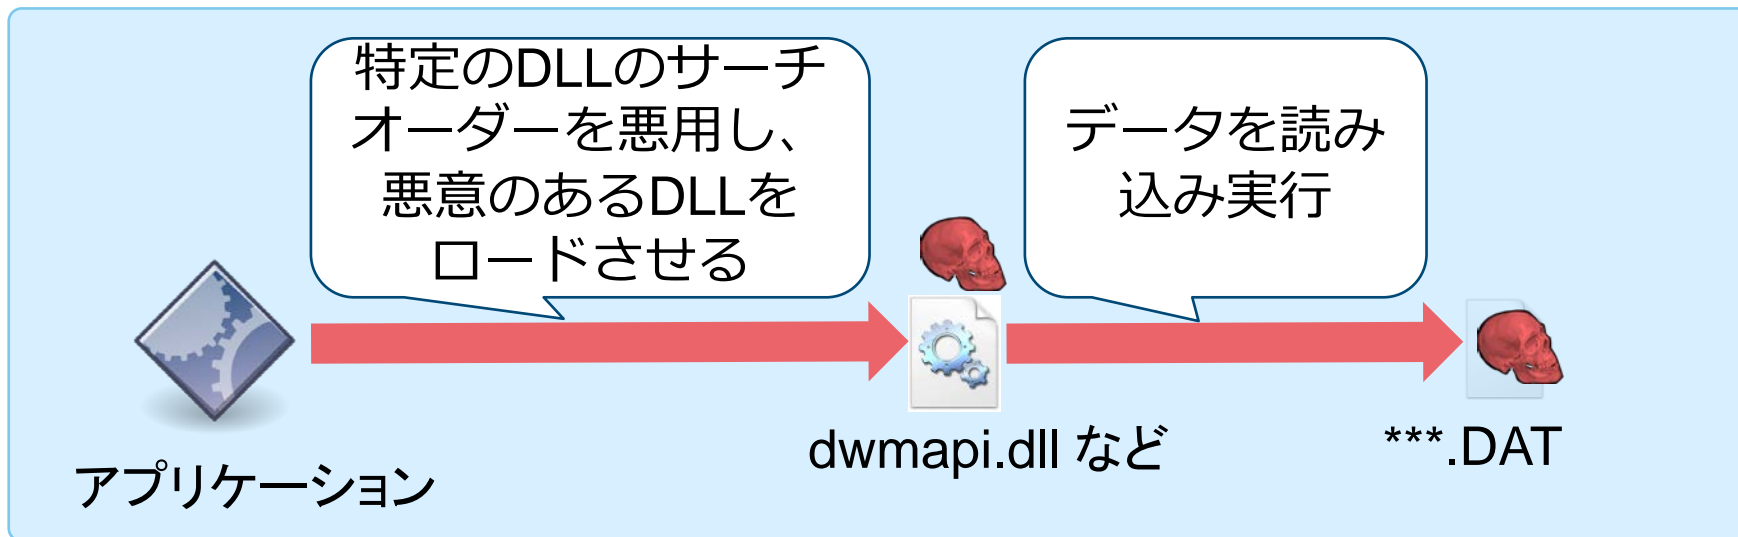 特定のDLLのサーチ
オーダーを悪用し、
悪意のあるDLLを
ロードさせる
データを読み
込み実行
アプリケーション
dwmapi.dll など
***.DAT